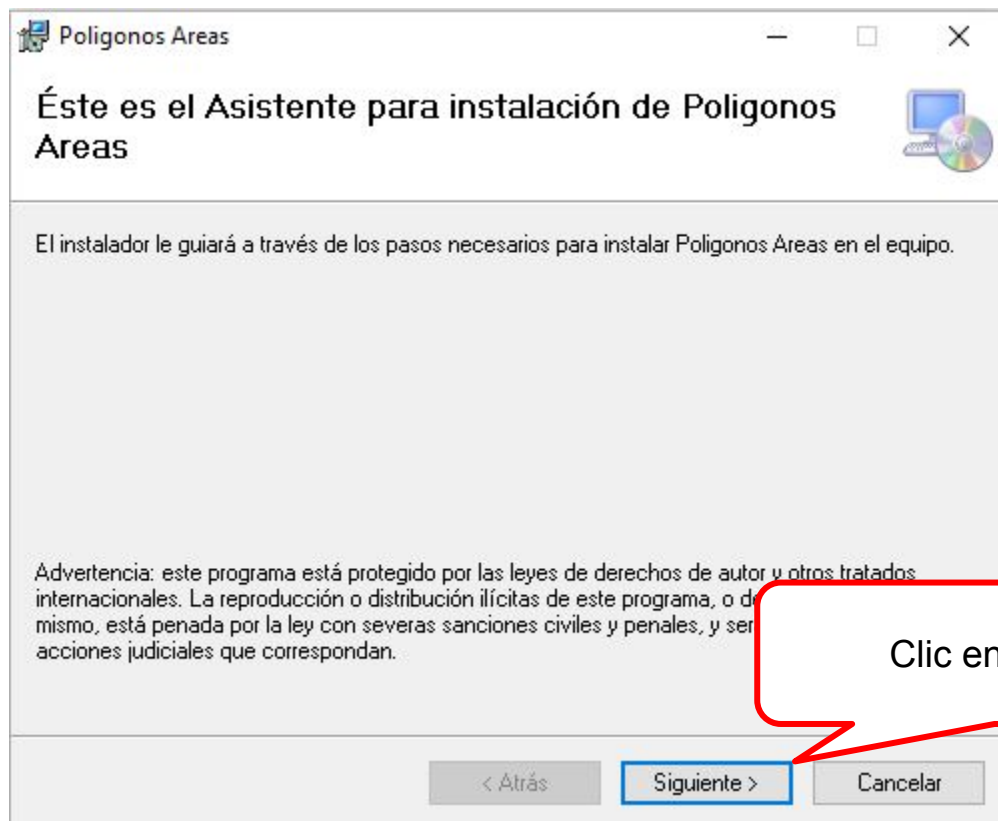 Poligonos Areas
Éste es el Asistente para instalación de Poligonos
Areas
El instalador le guiará a través de los pasos necesarios para instalar Poligonos Areas en el equipo.
Advertencia: este programa está protegido por las leyes de derechos de autor y otros tratados
internacionales. La reproducción o distribución ilícitas de este programa, o de
mismo, está penada por la ley con severas sanciones civiles y penales, y ser
acciones judiciales que correspondan.
Clic en
< Atrás
Siguiente >
Cancelar